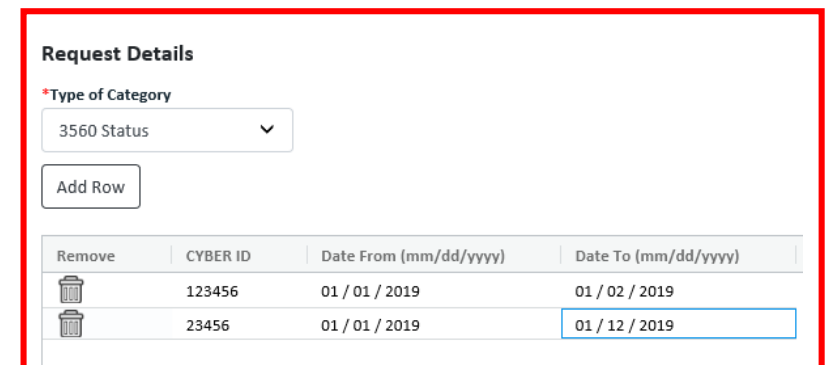 Request Details
*Type of Category
3560 Status
Add Row
Remove CYBER ID Date From (mm/dd/yyyy) Date To (mm/dd/yyyy)
123456 01 / 01 / 2019 01 / 02 / 2019
23456 01 / 01 / 2019 01 / 12 / 2019